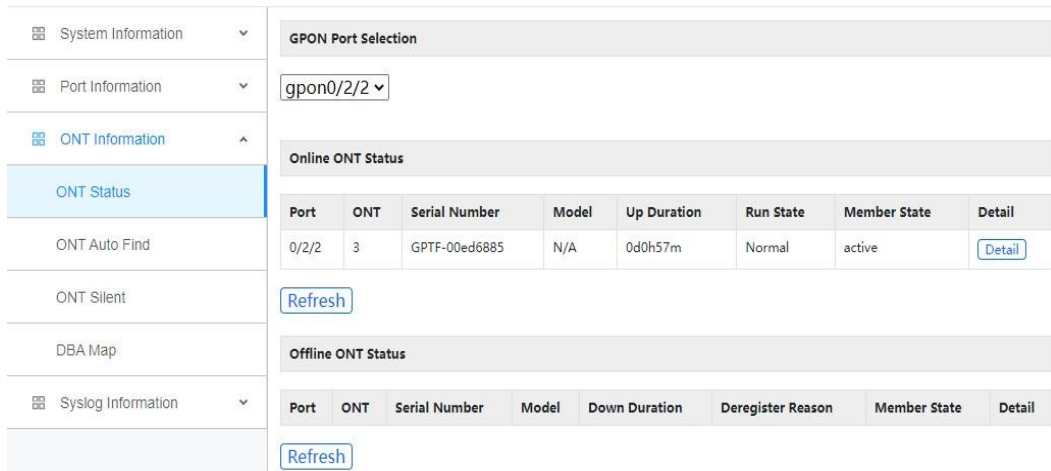 System Information
Port Information
ONT Information
ONT Status
ONT Auto Find
ONT Silent
DBA Map
Syslog Information
GPON Port Selection
gpon0/2/2
Online ONT Status
Port ONT Serial Number Model Up Duration Run State Member State Detail
0/2/2 3 GPTF-00ed6885 N/A 0d0h57m Normal active Detail
Refresh
Offline ONT Status
Port ONT Serial Number Model Down Duration Deregister Reason Member State Detail
Refresh